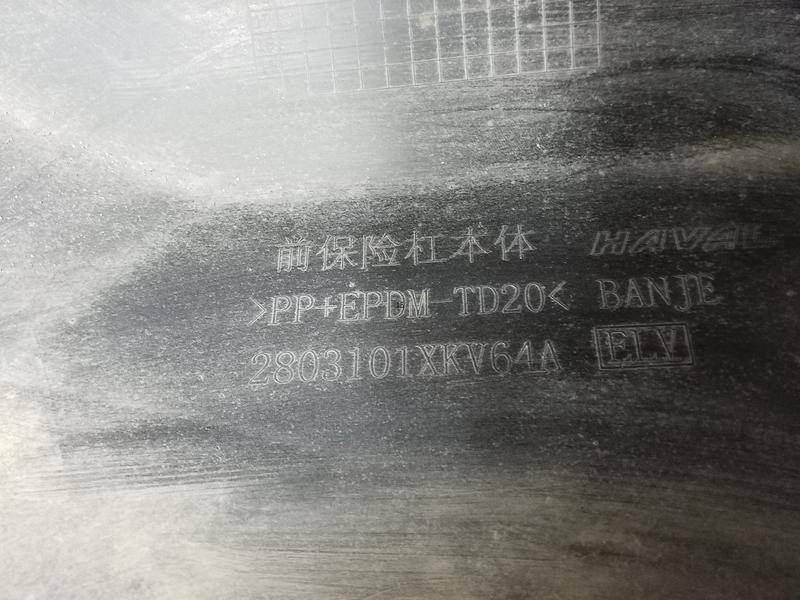 前保险杠本体 HAVAL
>PP+EPDM-TD20< BANJE
2803101XKV64A ELV